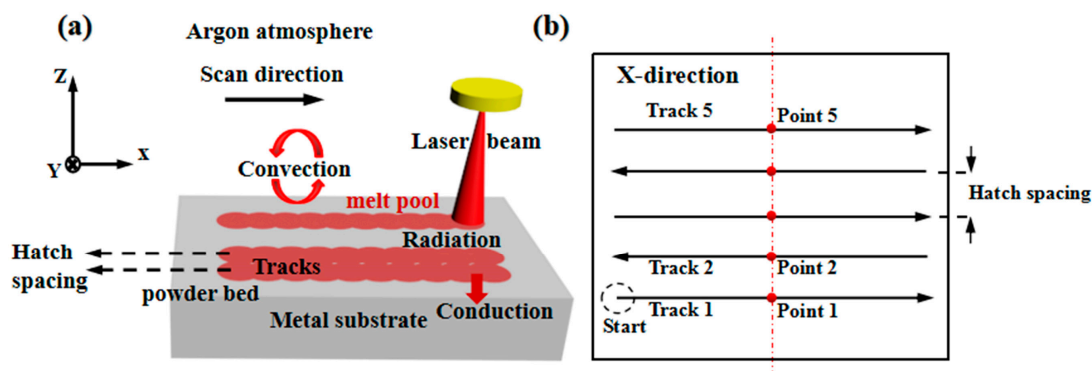 (a)
Argon atmosphere
Scan direction
Z
Y
x
Convection
Laser beam
melt pool
Radiation
Hatch
spacing
Tracks
powder bed
Conduction
Metal substrate
(b)
X-direction
Track 5
Point 5
Hatch spacing
Track 2
Point 2
Track 1
Point 1
Start